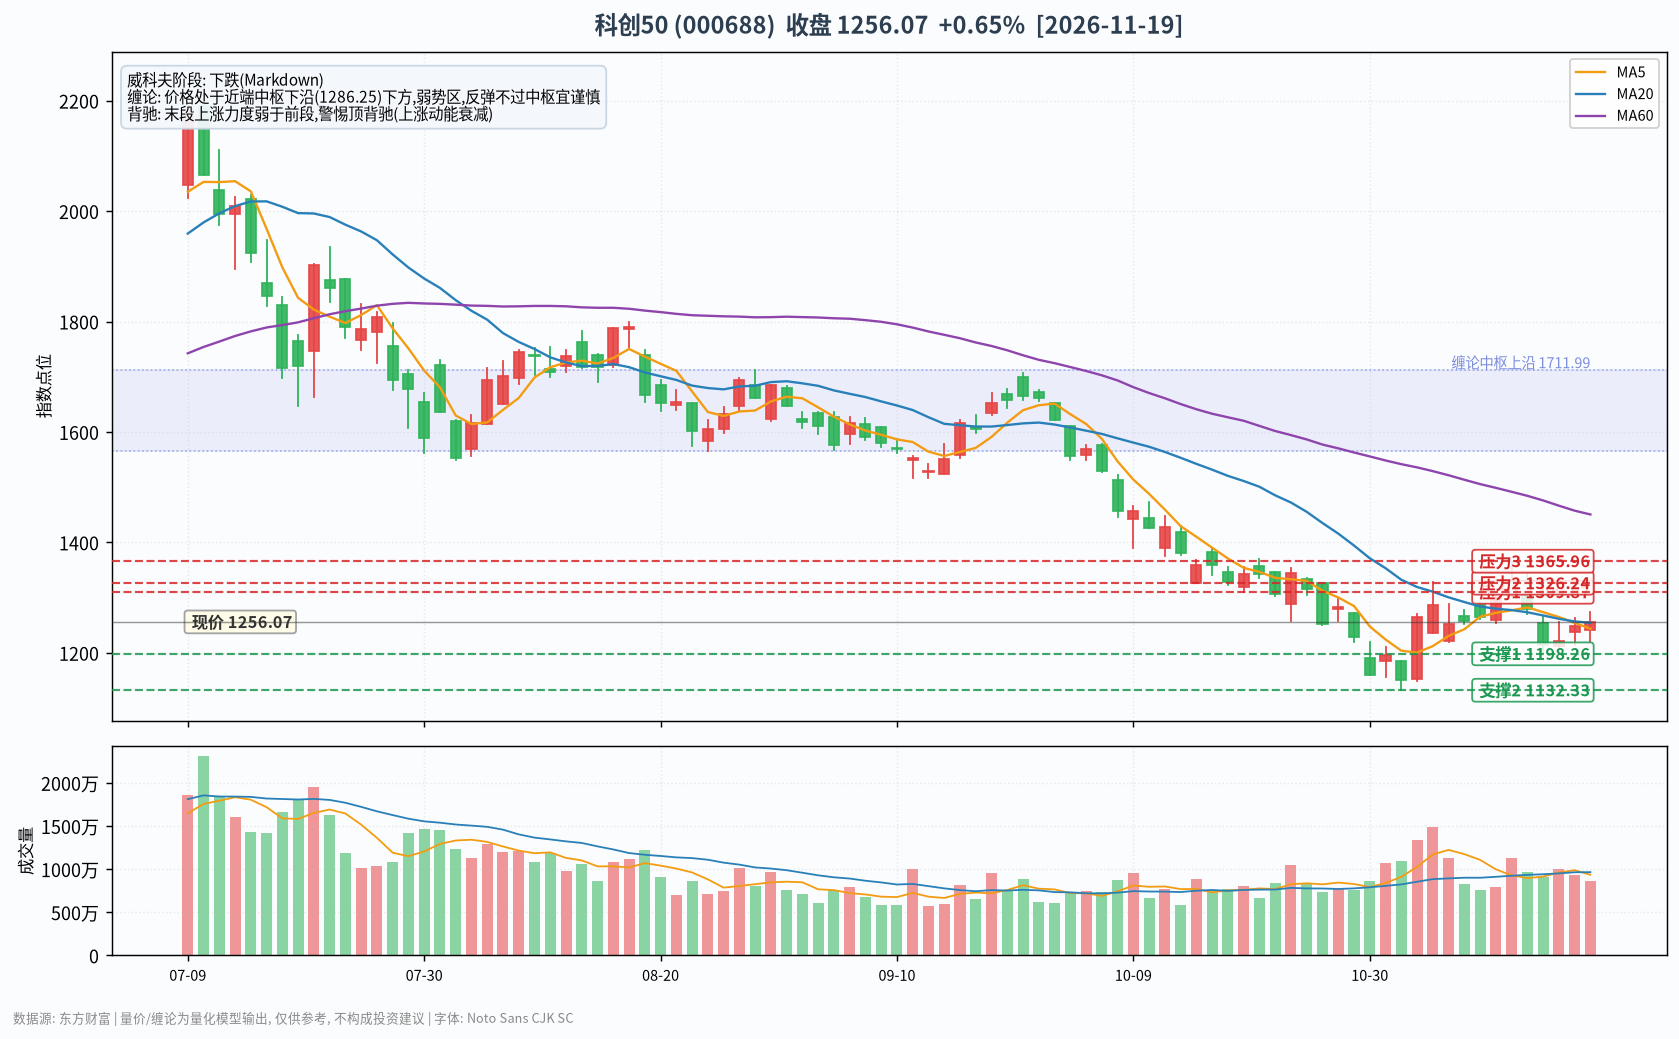 科创50 (000688) 收盘 1256.07 +0.65% [2026-11-19]
威科夫阶段: 下跌(Markdown)
缠论: 价格处于近端中枢下沿(1286.25)下方,弱势区,反弹不过中枢宜谨慎
背驰: 末段上涨力度弱于前段,警惕顶背驰(上涨动能衰减)
MA5
MA20
MA60
指数点位
2200
2000
1800
1600
1400
1200
缠论中枢上沿 1711.99
压力3 1365.96
压力2 1326.24
现价 1256.07
支撑1 1198.26
支撑2 1132.33
成交量
2000万
1500万
1000万
500万
0
07-09
07-30
08-20
09-10
10-09
10-30
数据源: 东方财富 | 量价/缠论为量化模型输出, 仅供参考, 不构成投资建议 | 字体: Noto Sans CJK SC